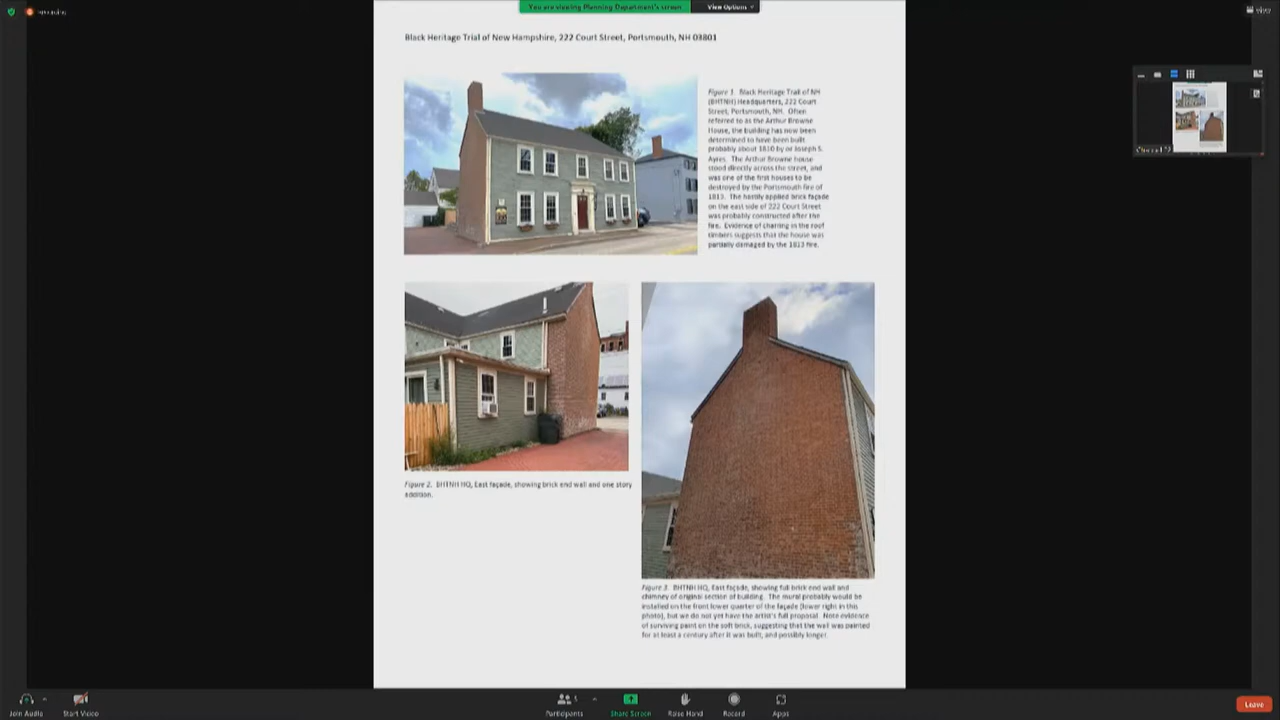 You are viewing Planning Department's screen
View Options
View
Black Heritage Trial of New Hampshire, 222 Court Street, Portsmouth, NH 03801
Figure 1. Black Heritage Trail of NH
(BHTNH) Headquarters, 222 Court
Street, Portsmouth, NH. Often
referred to as the Arthur Browne
House, the building has now been
determined to have been built
probably about 1810 by or Joseph S.
Ayres. The Arthur Browne house
stood directly across the street, and
was one of the first houses to be
destroyed by the Portsmouth fire of
1813. The hastily applied brick façade
on the east side of 222 Court Street
was probably constructed after the
fire. Evidence of charring in the roof
timbers suggests that the house was
partially damaged by the 1813 fire.
Figure 2. BHTNH HQ, East façade, showing brick end wall and one story
addition.
Figure 3. BHTNH HQ, East façade, showing full brick end wall and
chimney of original section of building. The mural probably would be
installed on the front lower quarter of the façade (lower right in this
photo), but we do not yet have the artist's full proposal. Note evidence
of surviving paint on the soft brick, suggesting that the wall was painted
for at least a century after it was built, and possibly longer.
Join Audio
Start Video
Participants
Share Screen
Raise Hand
Record
Apps
Leave